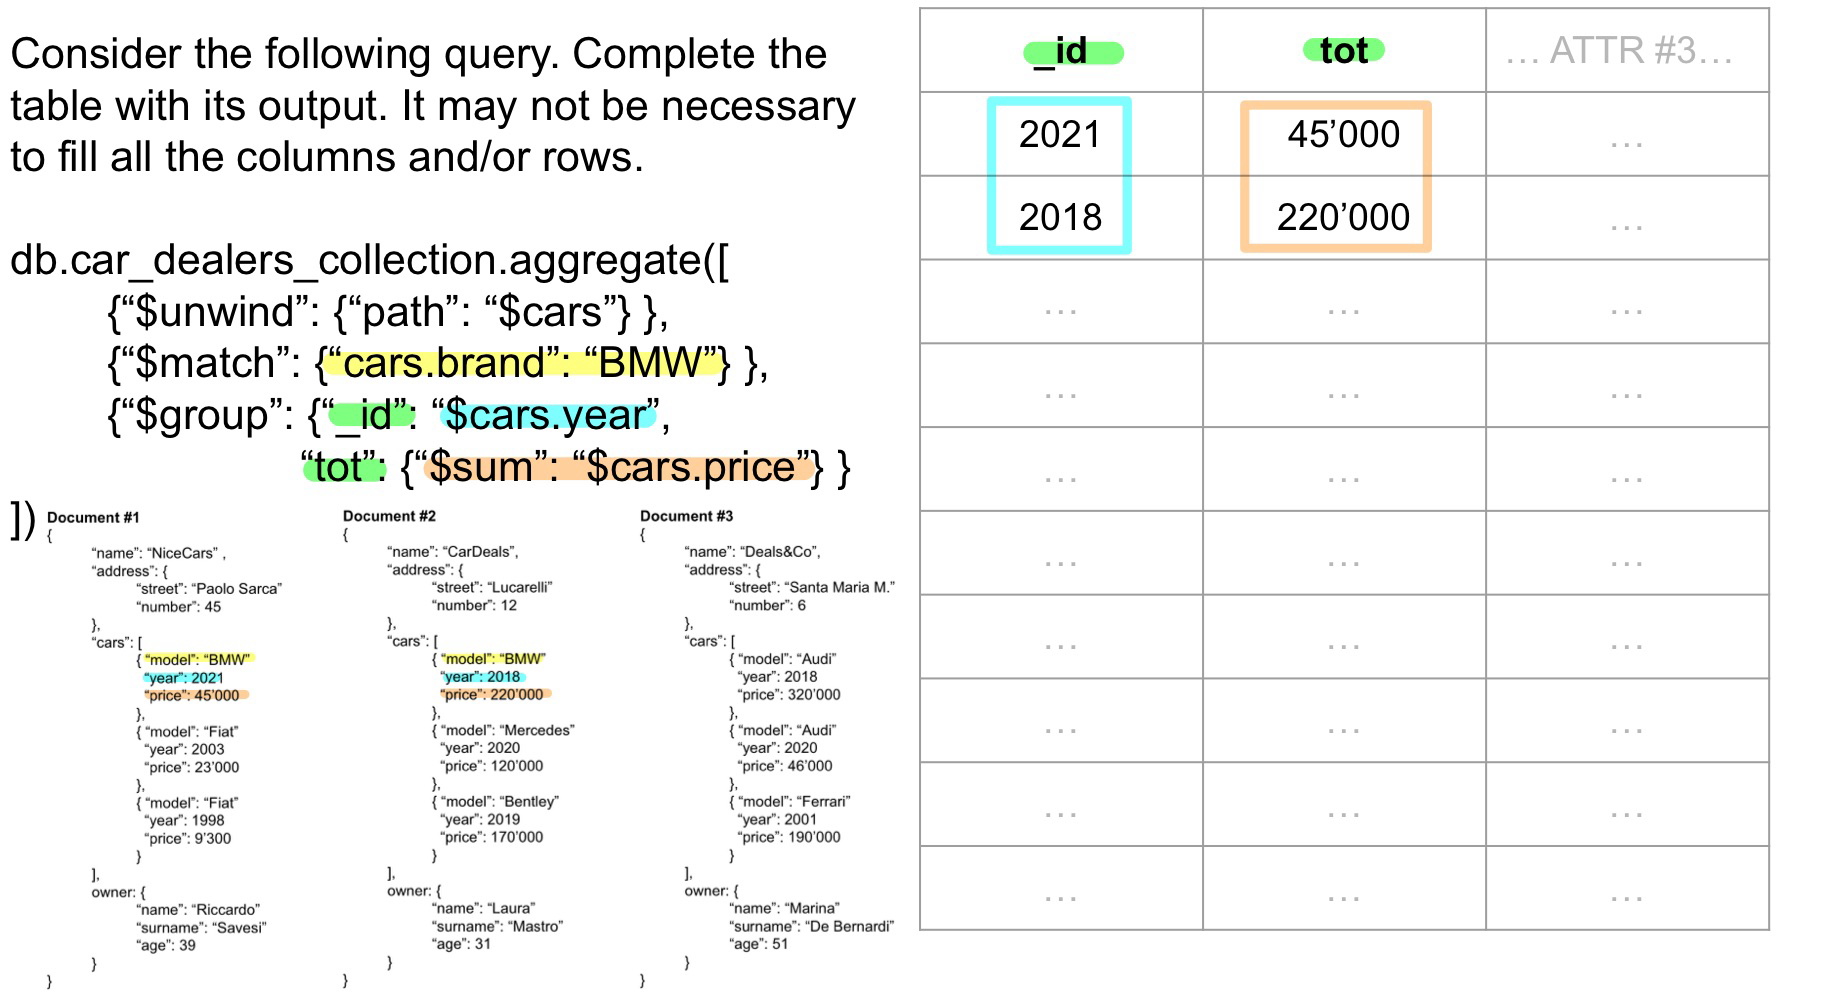 Consider the following query. Complete the
table with its output. It may not be necessary
to fill all the columns and/or rows.
db.car_dealers_collection.aggregate([
{“$unwind”: {“path”: “$cars”} },
{“$match”: {“cars.brand”: “BMW”} },
{“$group”: {“_id”: “$cars.year”,
“tot”: {“$sum”: “$cars.price”} }
])
Document #1
{
“name”: “NiceCars” ,
“address”: {
“street”: “Paolo Sarca”
“number”: 45
},
“cars”: [
{ “model”: “BMW”
“year”: 2021
“price”: 45’000
},
{ “model”: “Fiat”
“year”: 2003
“price”: 23’000
},
{ “model”: “Fiat”
“year”: 1998
“price”: 9’300
}
],
owner: {
“name”: “Riccardo”
“surname”: “Savesi”
“age”: 39
}
}
Document #2
{
“name”: “CarDeals”,
“address”: {
“street”: “Lucarelli”
“number”: 12
},
“cars”: [
{ “model”: “BMW”
“year”: 2018
“price”: 220’000
},
{ “model”: “Mercedes”
“year”: 2020
“price”: 120’000
},
{ “model”: “Bentley”
“year”: 2019
“price”: 170’000
}
],
owner: {
“name”: “Laura”
“surname”: “Mastro”
“age”: 31
}
}
Document #3
{
“name”: “Deals&Co”,
“address”: {
“street”: “Santa Maria M.”
“number”: 6
},
“cars”: [
{ “model”: “Audi”
“year”: 2018
“price”: 320’000
},
{ “model”: “Audi”
“year”: 2020
“price”: 46’000
},
{ “model”: “Ferrari”
“year”: 2001
“price”: 190’000
}
],
owner: {
“name”: “Marina”
“surname”: “De Bernardi”
“age”: 51
}
}
_id tot … ATTR #3…
2021 45’000 …
2018 220’000 …
… … …
… … …
… … …
… … …
… … …
… … …
… … …
… … …